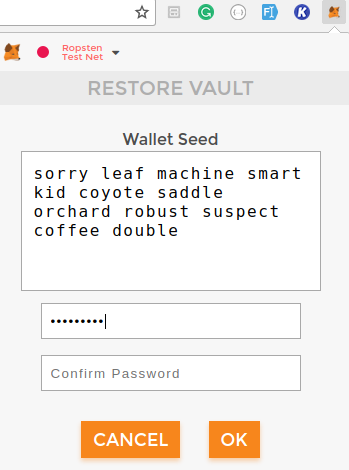 Ropsten
Test Net
RESTORE VAULT
Wallet Seed
sorry leaf machine smart
kid coyote saddle
orchard robust suspect
coffee double
•••••••••
Confirm Password
CANCEL OK